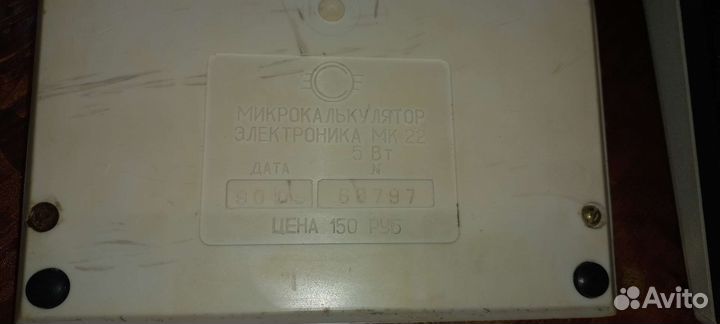 МИКРОКАЛЬКУЛЯТОР
ЭЛЕКТРОНИКА МК 22
5 Вт
ДАТА N
ЦЕНА 150 РУБ
Avito